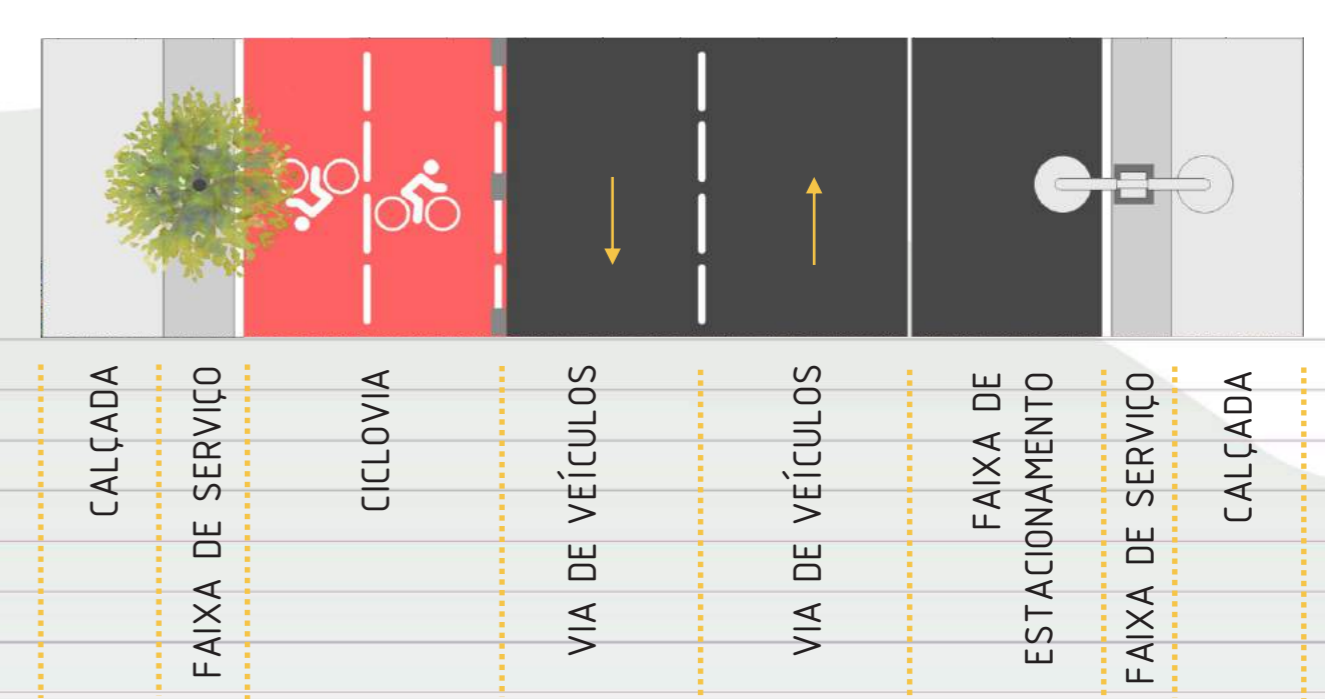 CALÇADA
FAIXA DE SERVIÇO
CICLOVIA
VIA DE VEÍCULOS
VIA DE VEÍCULOS
FAIXA DE
ESTACIONAMENTO
FAIXA DE SERVIÇO
CALÇADA